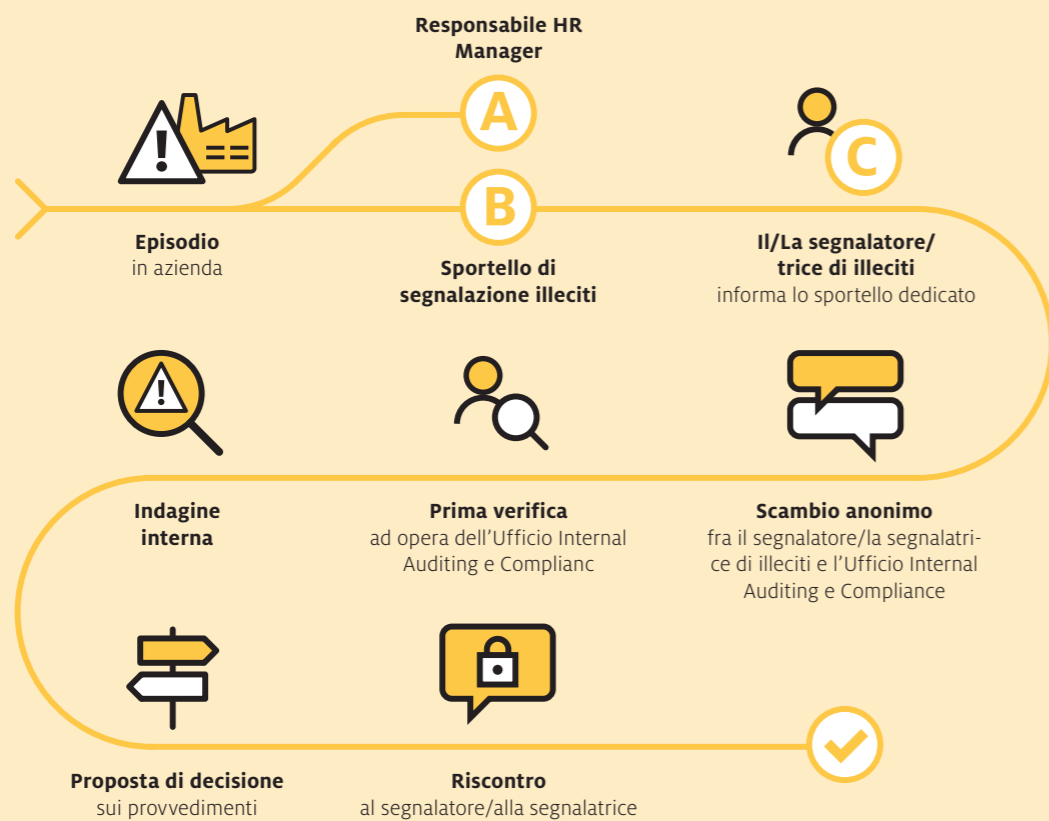 Responsabile HR
Manager
A
!
C
B
Episodio
in azienda
Sportello di
segnalazione illeciti
Il/La segnalatore/
trice di illeciti
informa lo sportello dedicato
!
Indagine
interna
Prima verifica
ad opera dell'Ufficio Internal
Auditing e Complianc
Scambio anonimo
fra il segnalatore/la segnalatri-
ce di illeciti e l'Ufficio Internal
Auditing e Compliance
Proposta di decisione
sui provvedimenti
Riscontro
al segnalatore/alla segnalatrice